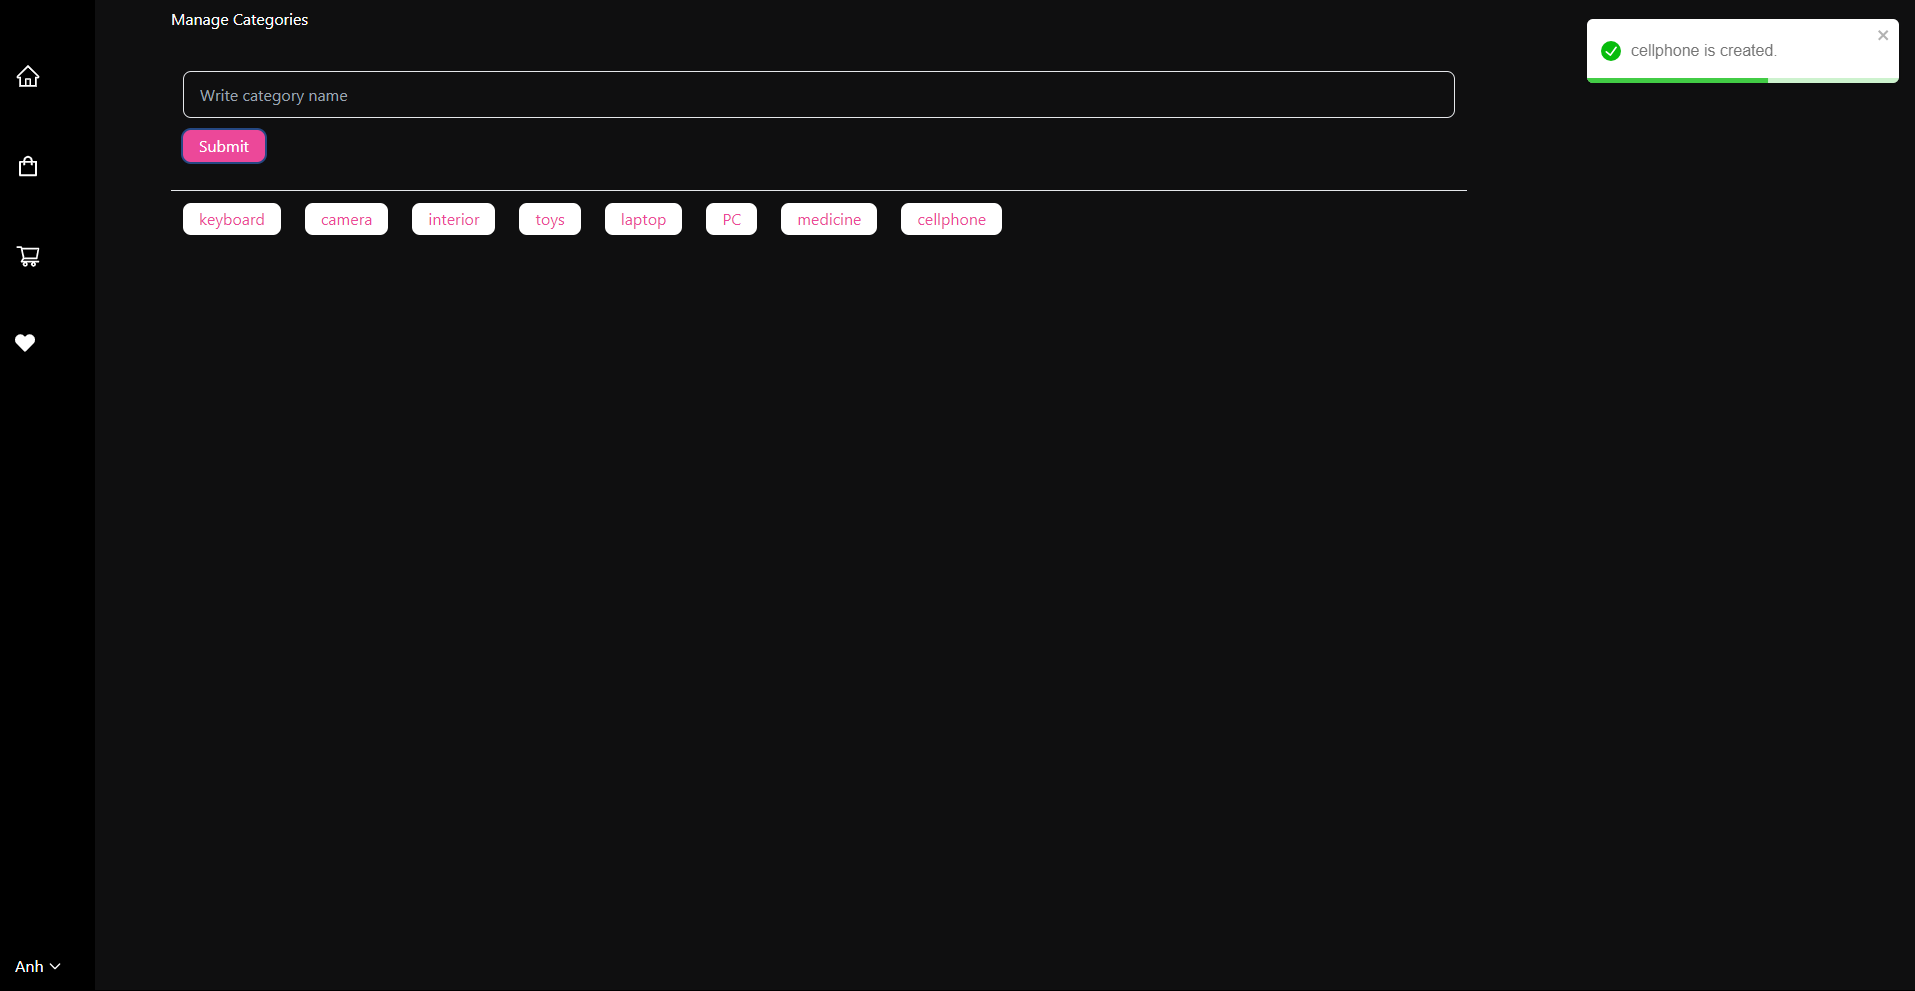 Manage Categories
cellphone is created.
Write category name
Submit
keyboard camera interior toys laptop PC medicine cellphone
Anh